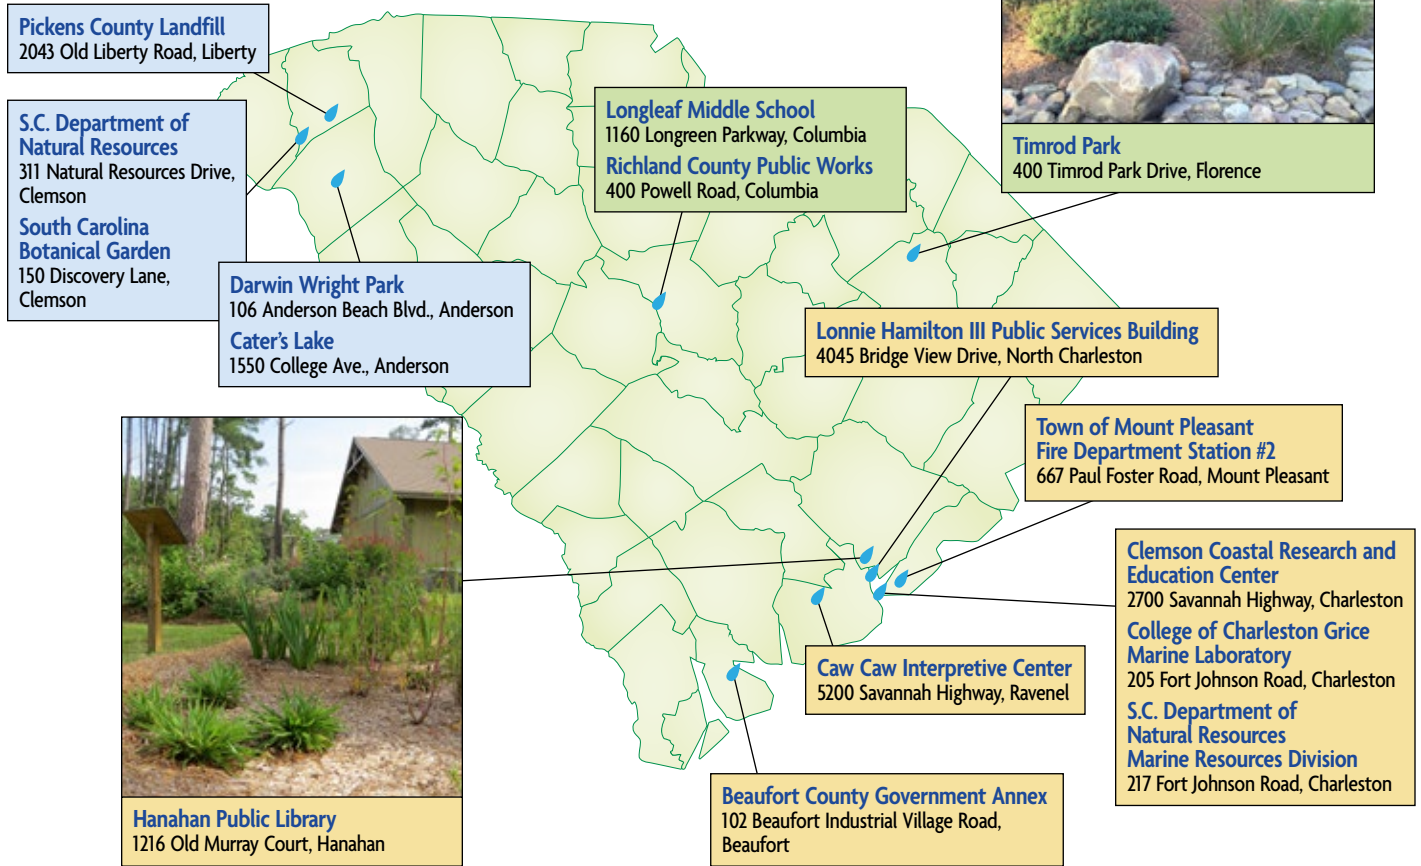 Pickens County Landfill
2043 Old Liberty Road, Liberty
S.C. Department of
Natural Resources
311 Natural Resources Drive,
Clemson
South Carolina
Botanical Garden
150 Discovery Lane,
Clemson
Darwin Wright Park
106 Anderson Beach Blvd., Anderson
Cater's Lake
1550 College Ave., Anderson
Longleaf Middle School
1160 Longreen Parkway, Columbia
Richland County Public Works
400 Powell Road, Columbia
Timrod Park
400 Timrod Park Drive, Florence
Lonnie Hamilton III Public Services Building
4045 Bridge View Drive, North Charleston
Town of Mount Pleasant
Fire Department Station #2
667 Paul Foster Road, Mount Pleasant
Clemson Coastal Research and
Education Center
2700 Savannah Highway, Charleston
College of Charleston Grice
Marine Laboratory
205 Fort Johnson Road, Charleston
S.C. Department of
Natural Resources
Marine Resources Division
217 Fort Johnson Road, Charleston
Caw Caw Interpretive Center
5200 Savannah Highway, Ravenel
Beaufort County Government Annex
102 Beaufort Industrial Village Road,
Beaufort
Hanahan Public Library
1216 Old Murray Court, Hanahan